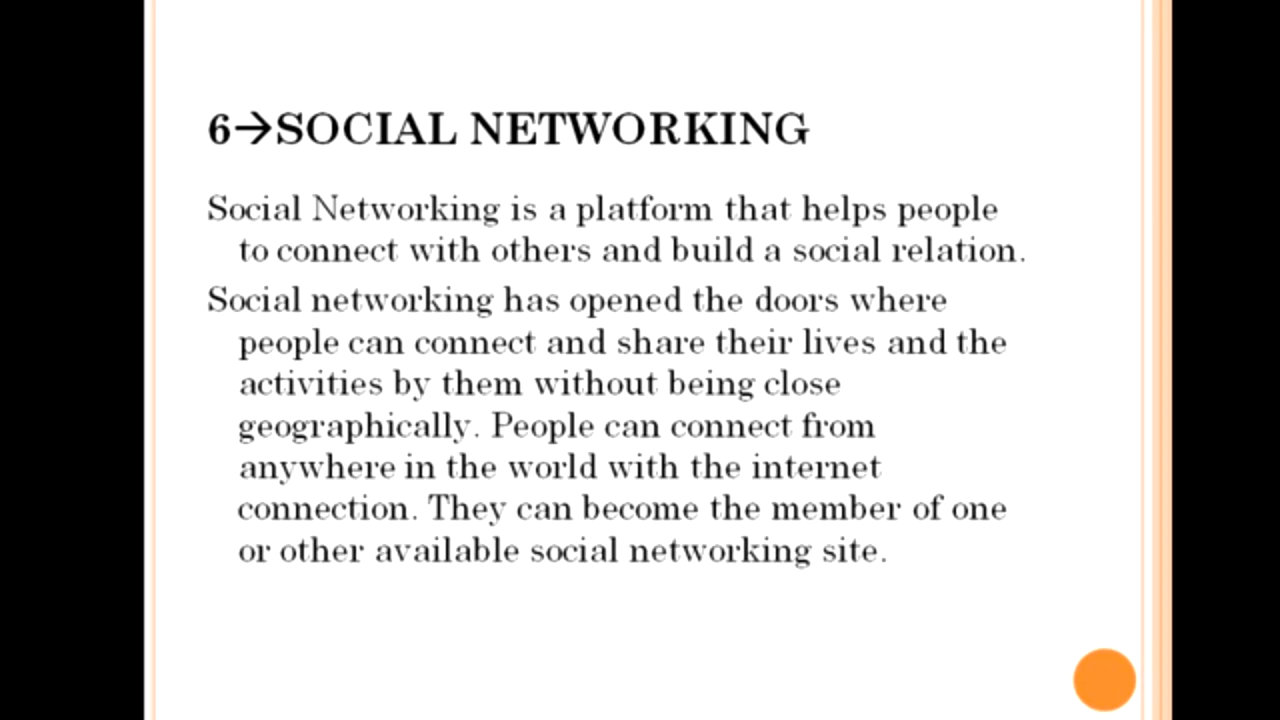 6→SOCIAL NETWORKING
Social Networking is a platform that helps people
to connect with others and build a social relation.
Social networking has opened the doors where
people can connect and share their lives and the
activities by them without being close
geographically. People can connect from
anywhere in the world with the internet
connection. They can become the member of one
or other available social networking site.